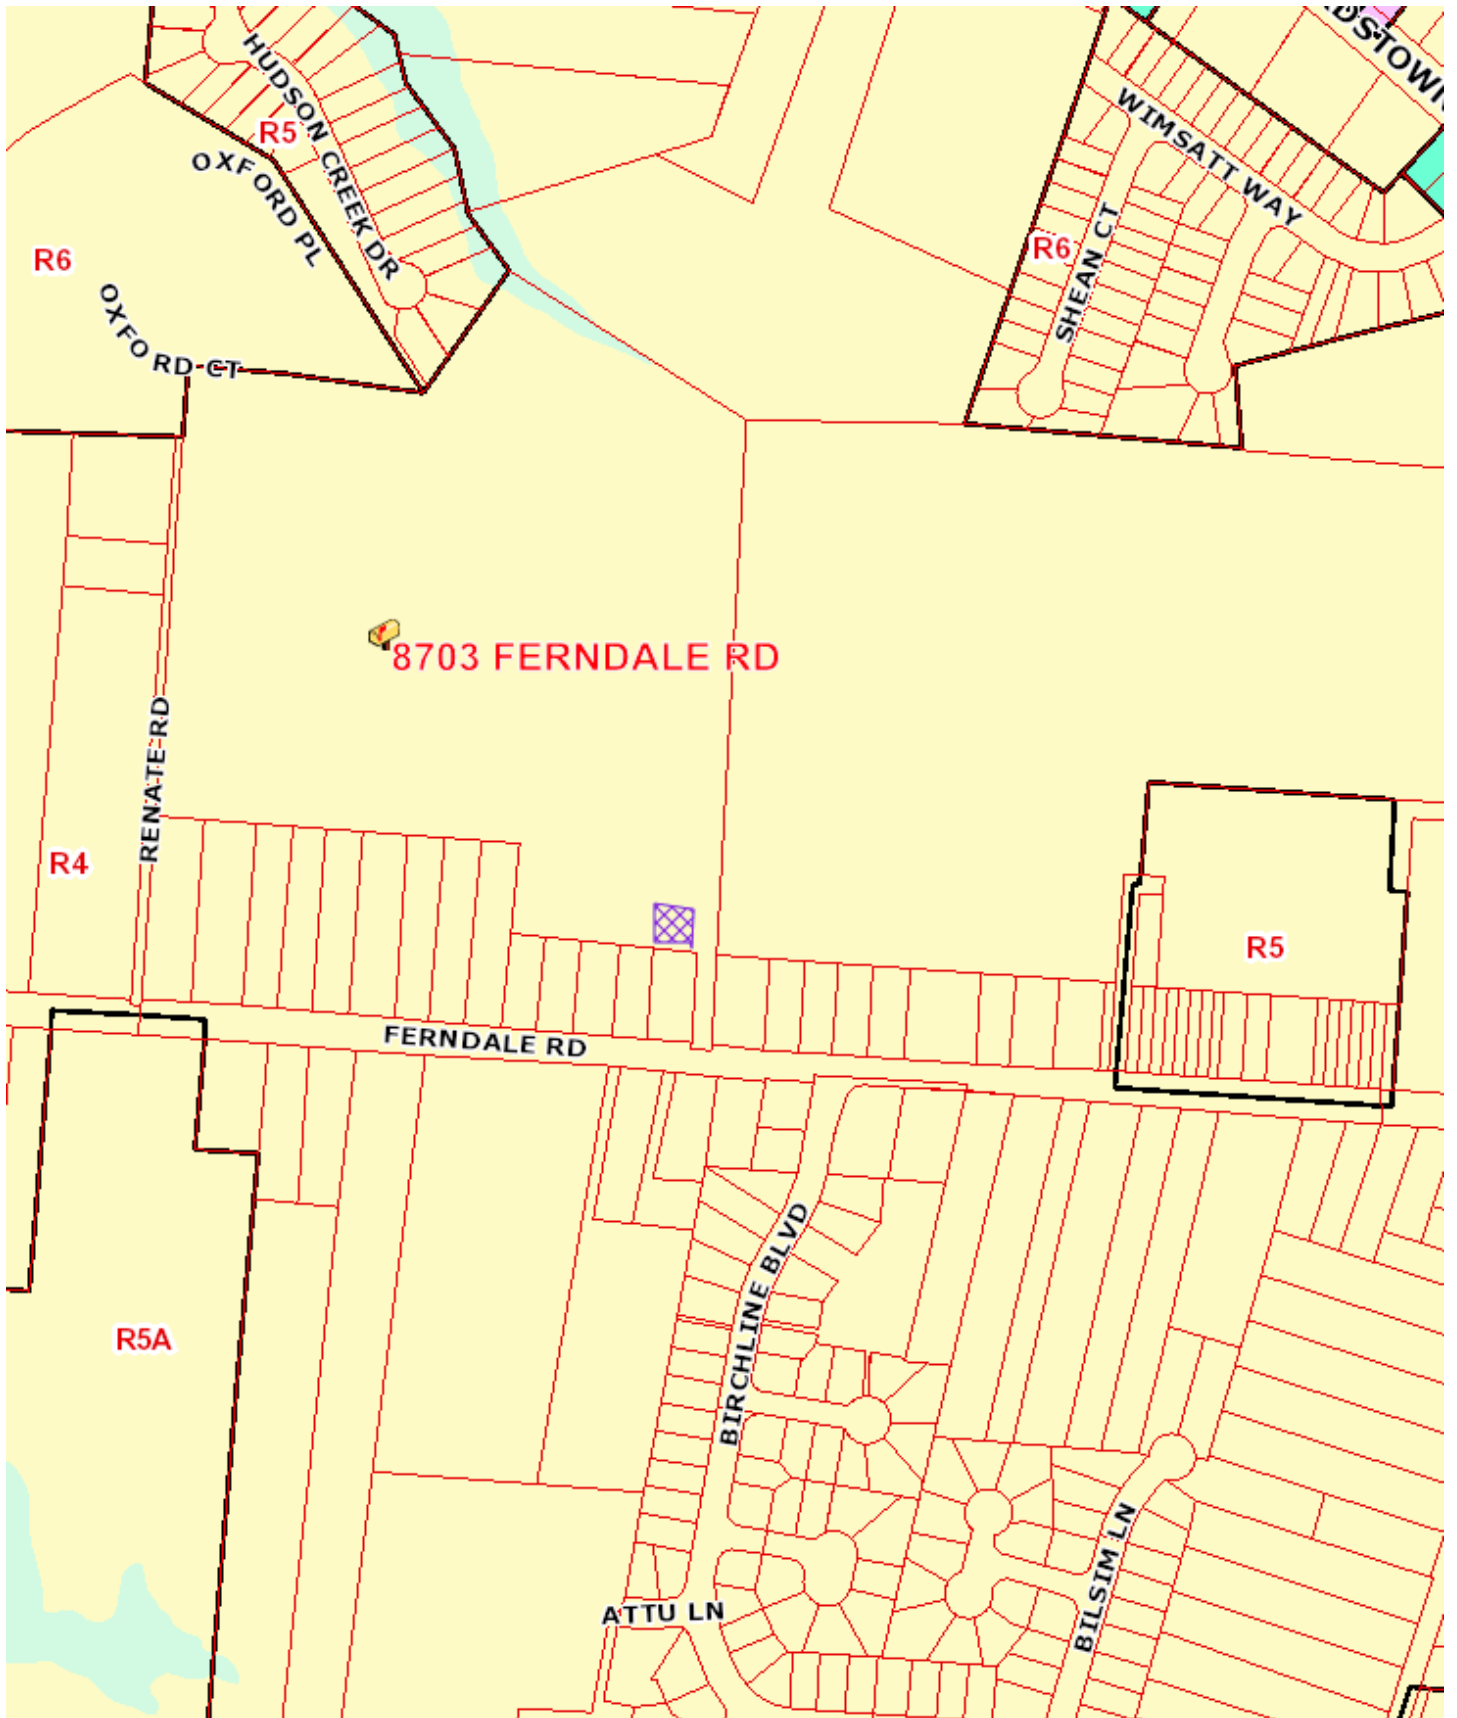 HUDSON CREEK DR
R5
OXFORD PL
R6
OXFORD CT
WIMSATT WAY
SHEAN CT
R6
8703 FERNDALE RD
RENATE RD
R4
R5
FERNDALE RD
BIRCHLINE BLVD
R5A
BILSIM LN
ATTU LN